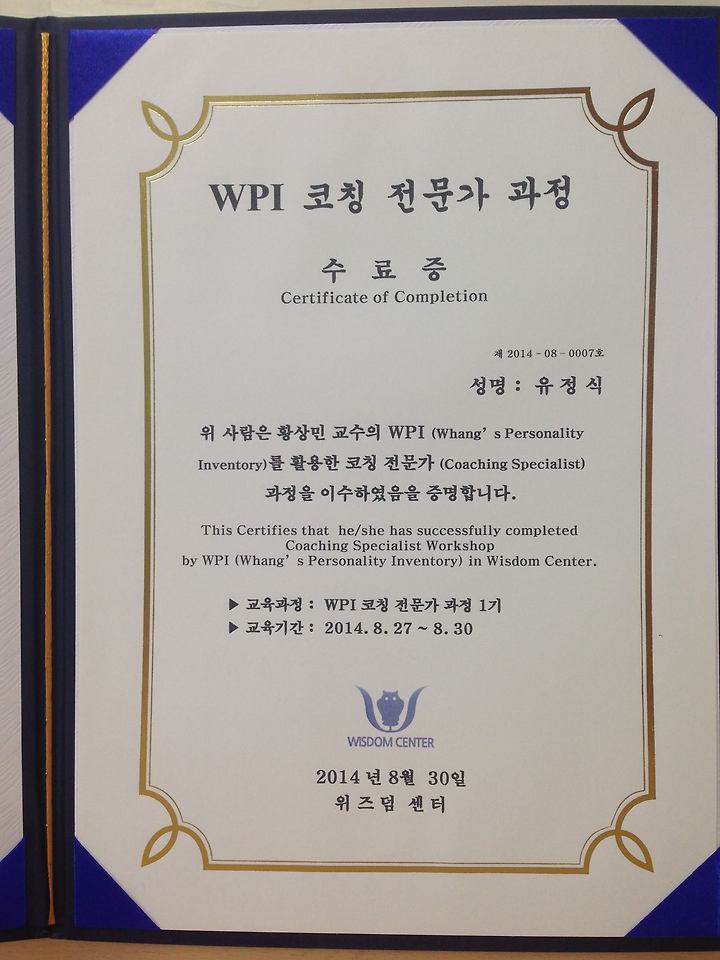 WPI 코칭 전문가 과정
수 료 증
Certificate of Completion
제 2014-08-0007호
성명 : 유정식
위 사람은 황상민 교수의 WPI (Whang's Personality
Inventory)를 활용한 코칭 전문가 (Coaching Specialist)
과정을 이수하였음을 증명합니다.
This Certifies that he/she has successfully completed
Coaching Specialist Workshop
by WPI (Whang's Personality Inventory) in Wisdom Center.
▶ 교육과정 : WPI 코칭 전문가 과정 1기
▶ 교육기간 : 2014. 8. 27 ~ 8. 30
WISDOM CENTER
2014년 8월 30일
위즈덤 센터